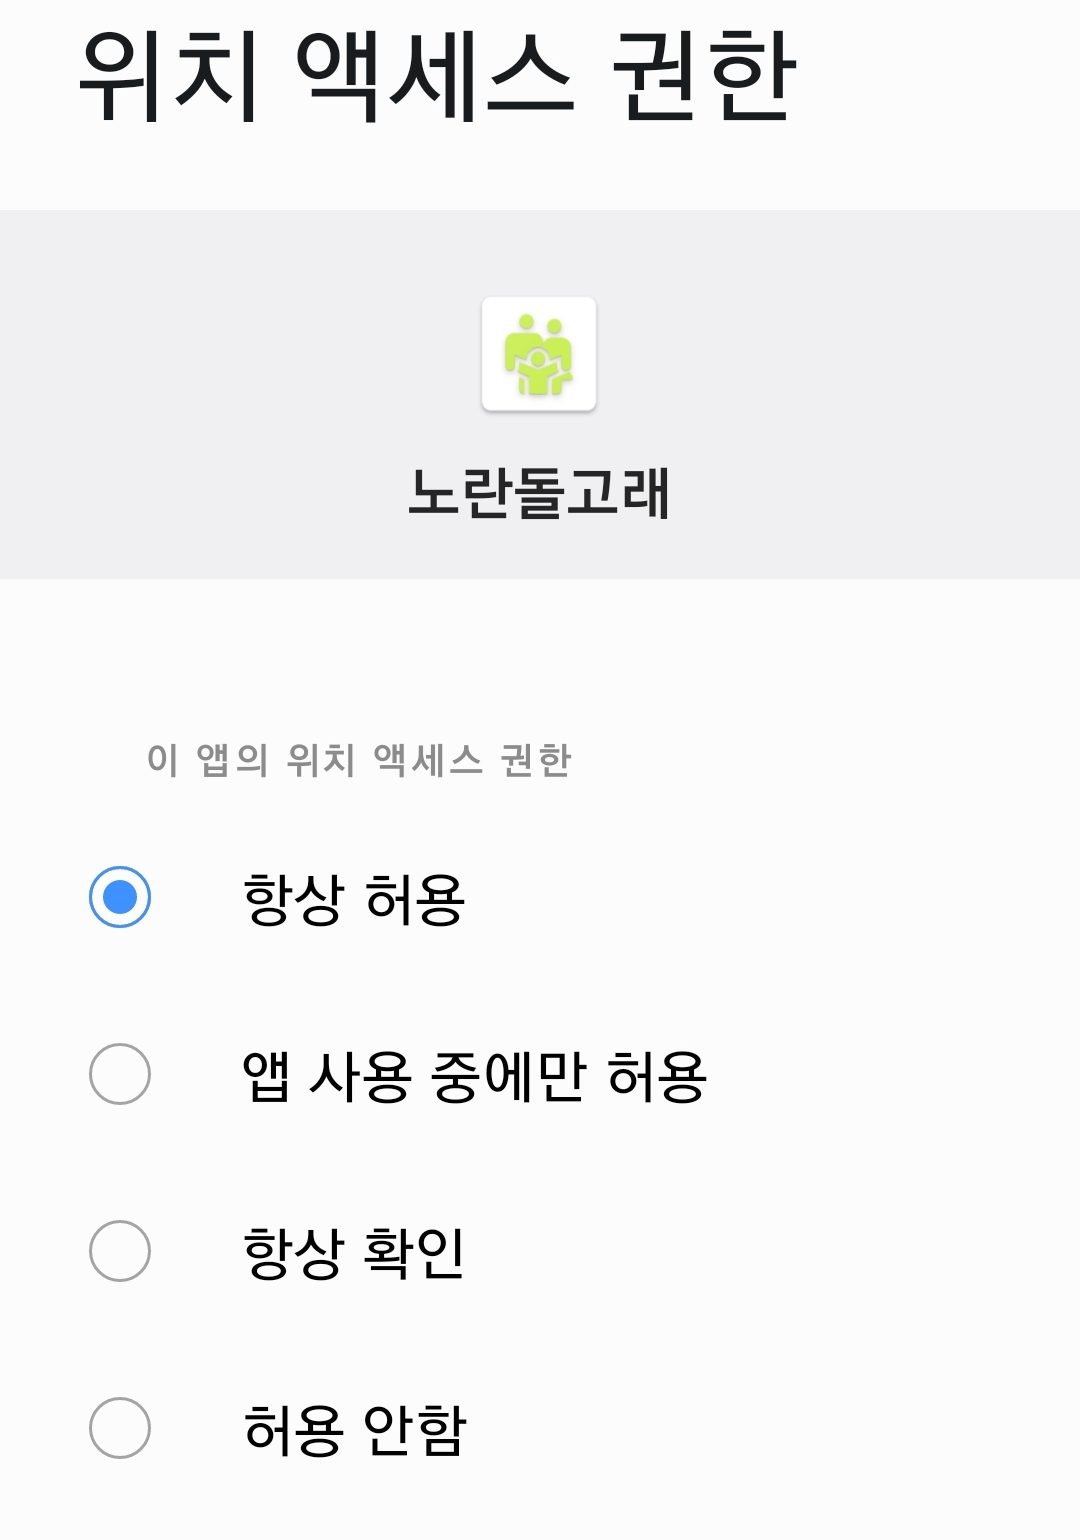 위치 액세스 권한
노란돌고래
이 앱의 위치 액세스 권한
항상 허용
앱 사용 중에만 허용
항상 확인
허용 안함